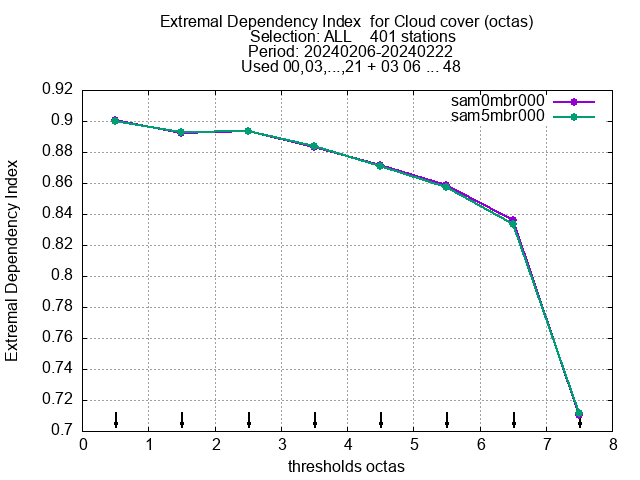 Extremal Dependency Index  for Cloud cover (octas)
Selection: ALL    401 stations
Period: 20240206-20240222
Used 00,03,...,21 + 03 06 ... 48
sam0mbr000
sam5mbr000
Extremal Dependency Index
0.92
0.9
0.88
0.86
0.84
0.82
0.8
0.78
0.76
0.74
0.72
0.7
0 1 2 3 4 5 6 7 8
thresholds octas